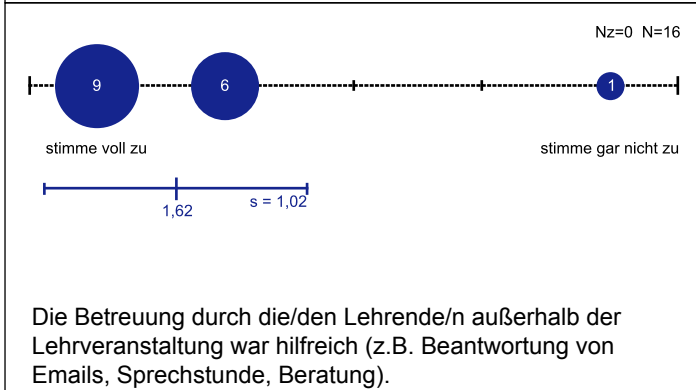 Nz=0 N=16
9 6 1
stimme voll zu stimme gar nicht zu
1,62 s = 1,02
Die Betreuung durch die/den Lehrende/n außerhalb der
Lehrveranstaltung war hilfreich (z.B. Beantwortung von
Emails, Sprechstunde, Beratung).